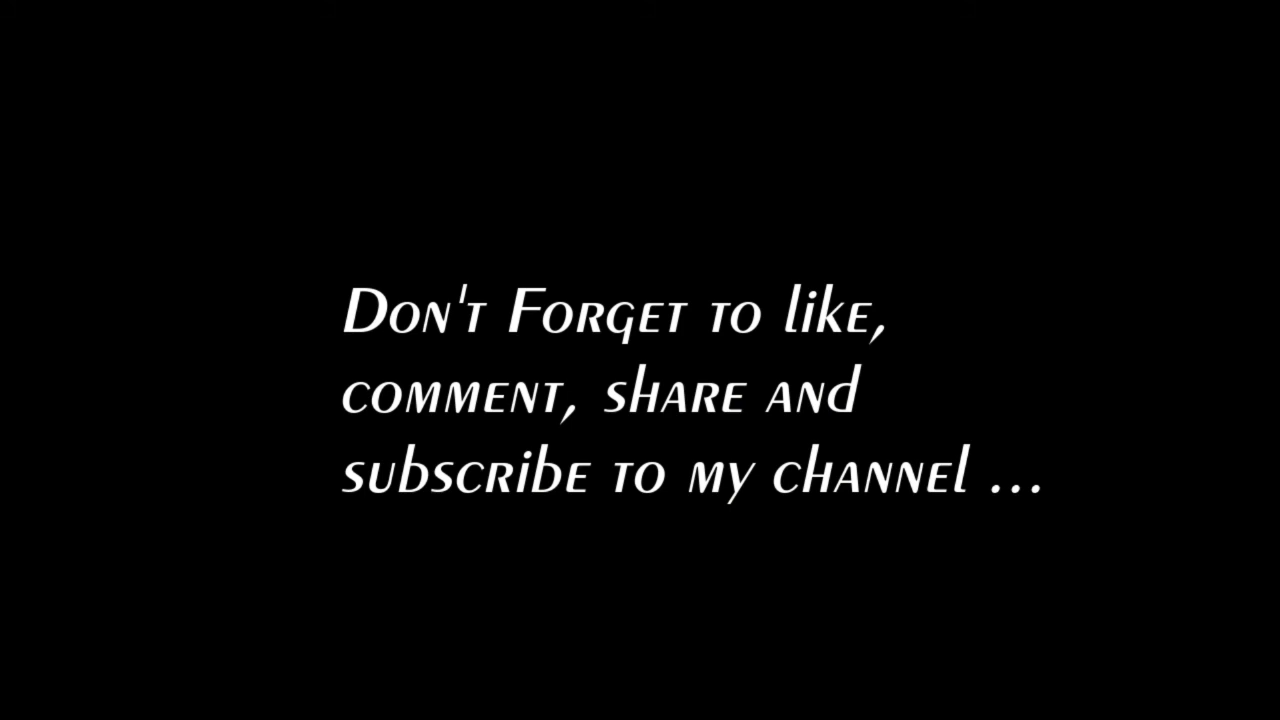 Don't Forget to like,
comment, share and
subscribe to my channel ...